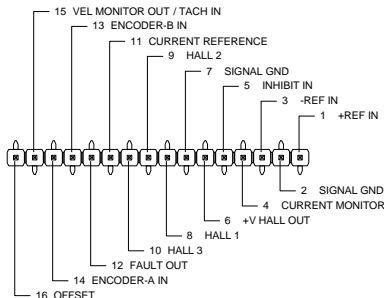 15 VEL MONITOR OUT / TACH IN
13 ENCODER-B IN
11 CURRENT REFERENCE
9 HALL 2
7 SIGNAL GND
5 INHIBIT IN
3 -REF IN
1 +REF IN
2 SIGNAL GND
4 CURRENT MONITOR
6 +V HALL OUT
8 HALL 1
10 HALL 3
12 FAULT OUT
14 ENCODER-A IN
16 OFFSET